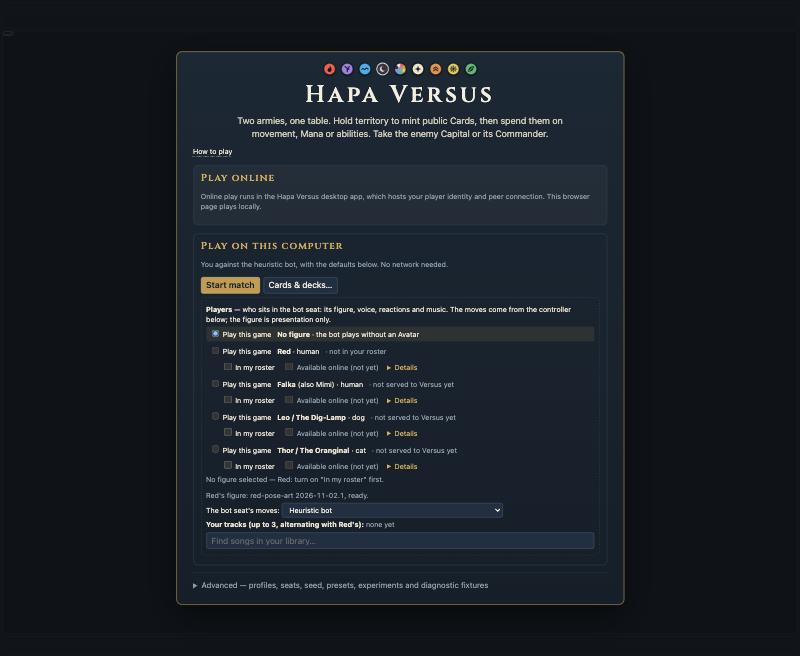 Hapa Versus
Two armies, one table. Hold territory to mint public Cards, then spend them on
movement, Mana or abilities. Take the enemy Capital or its Commander.
How to play
Play online
Online play runs in the Hapa Versus desktop app, which hosts your player identity and peer connection. This browser
page plays locally.
Play on this computer
You against the heuristic bot, with the defaults below. No network needed.
Start match Cards & decks…
Players — who sits in the bot seat: its figure, voice, reactions and music. The moves come from the controller
below; the figure is presentation only.
Play this game No figure · the bot plays without an Avatar
Play this game Red · human · not in your roster
In my roster Available online (not yet) ▸ Details
Play this game Falka (also Mimi) · human · not served to Versus yet
In my roster Available online (not yet) ▸ Details
Play this game Leo / The Dig-Lamp · dog · not served to Versus yet
In my roster Available online (not yet) ▸ Details
Play this game Thor / The Oranginal · cat · not served to Versus yet
In my roster Available online (not yet) ▸ Details
No figure selected — Red: turn on "In my roster" first.
Red's figure: red-pose-art 2026-11-02.1, ready.
The bot seat's moves: Heuristic bot
Your tracks (up to 3, alternating with Red's): none yet
Find songs in your library…
▸ Advanced — profiles, seats, seed, presets, experiments and diagnostic fixtures